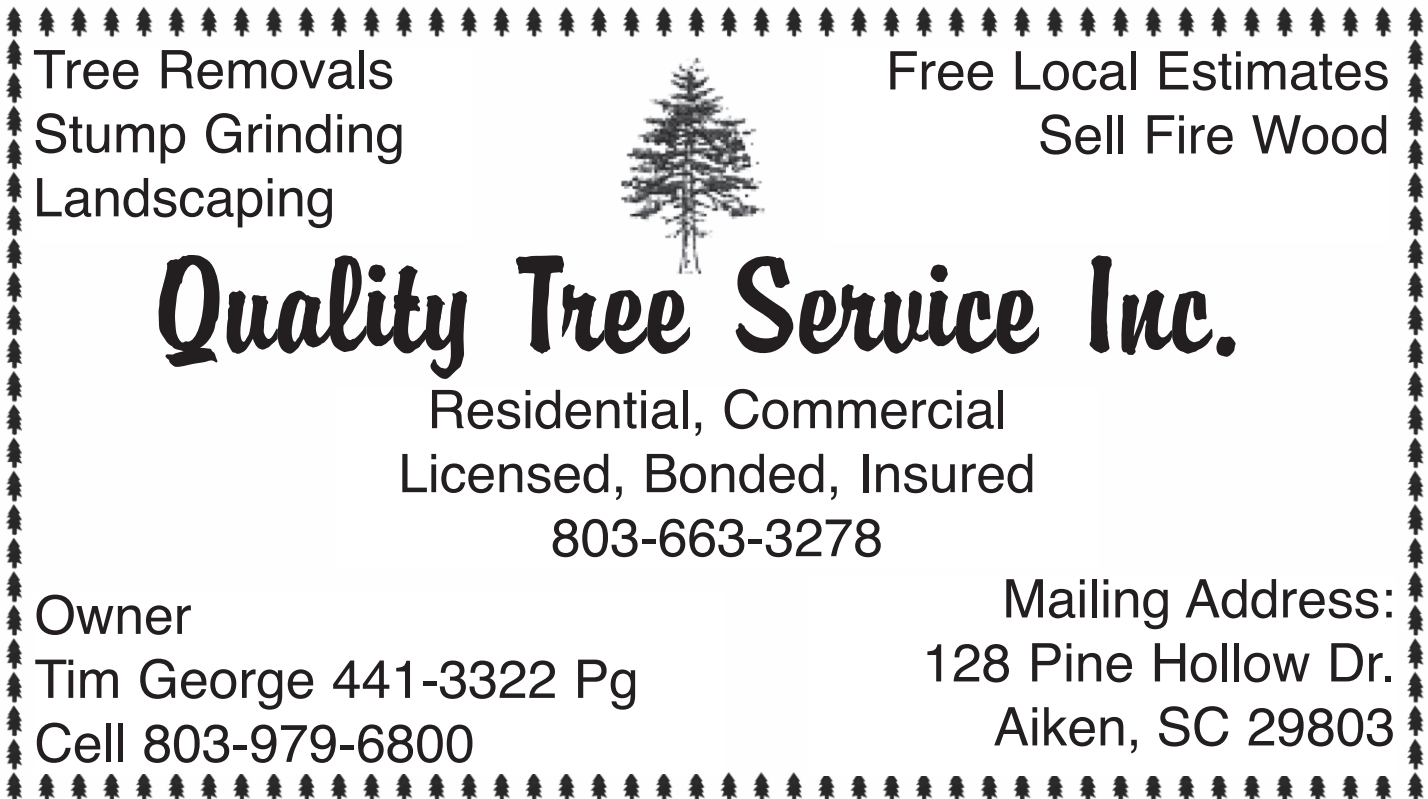 Tree Removals
Stump Grinding
Landscaping
Free Local Estimates
Sell Fire Wood
Quality Tree Service Inc.
Residential, Commercial
Licensed, Bonded, Insured
803-663-3278
Owner
Tim George 441-3322 Pg
Cell 803-979-6800
Mailing Address:
128 Pine Hollow Dr.
Aiken, SC 29803